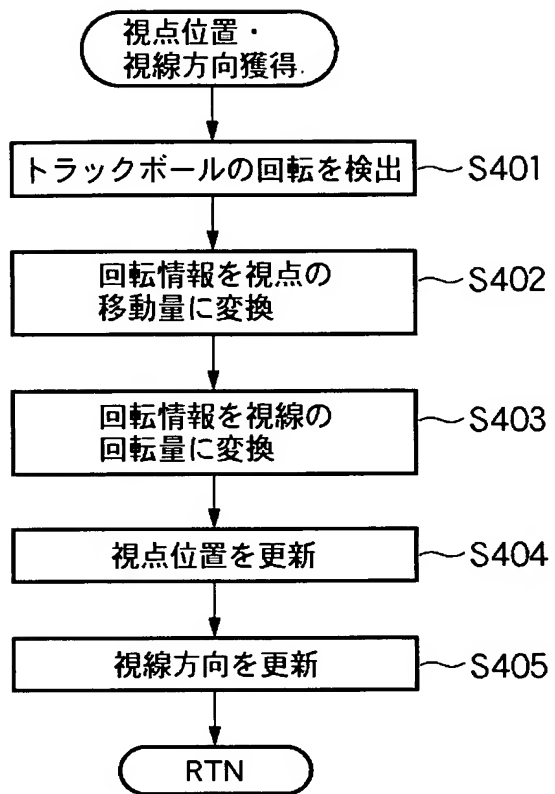 視点位置・
視線方向獲得
トラックボールの回転を検出
S401
回転情報を視点の
移動量に変換
S402
回転情報を視線の
回転量に変換
S403
視点位置を更新
S404
視線方向を更新
S405
RTN